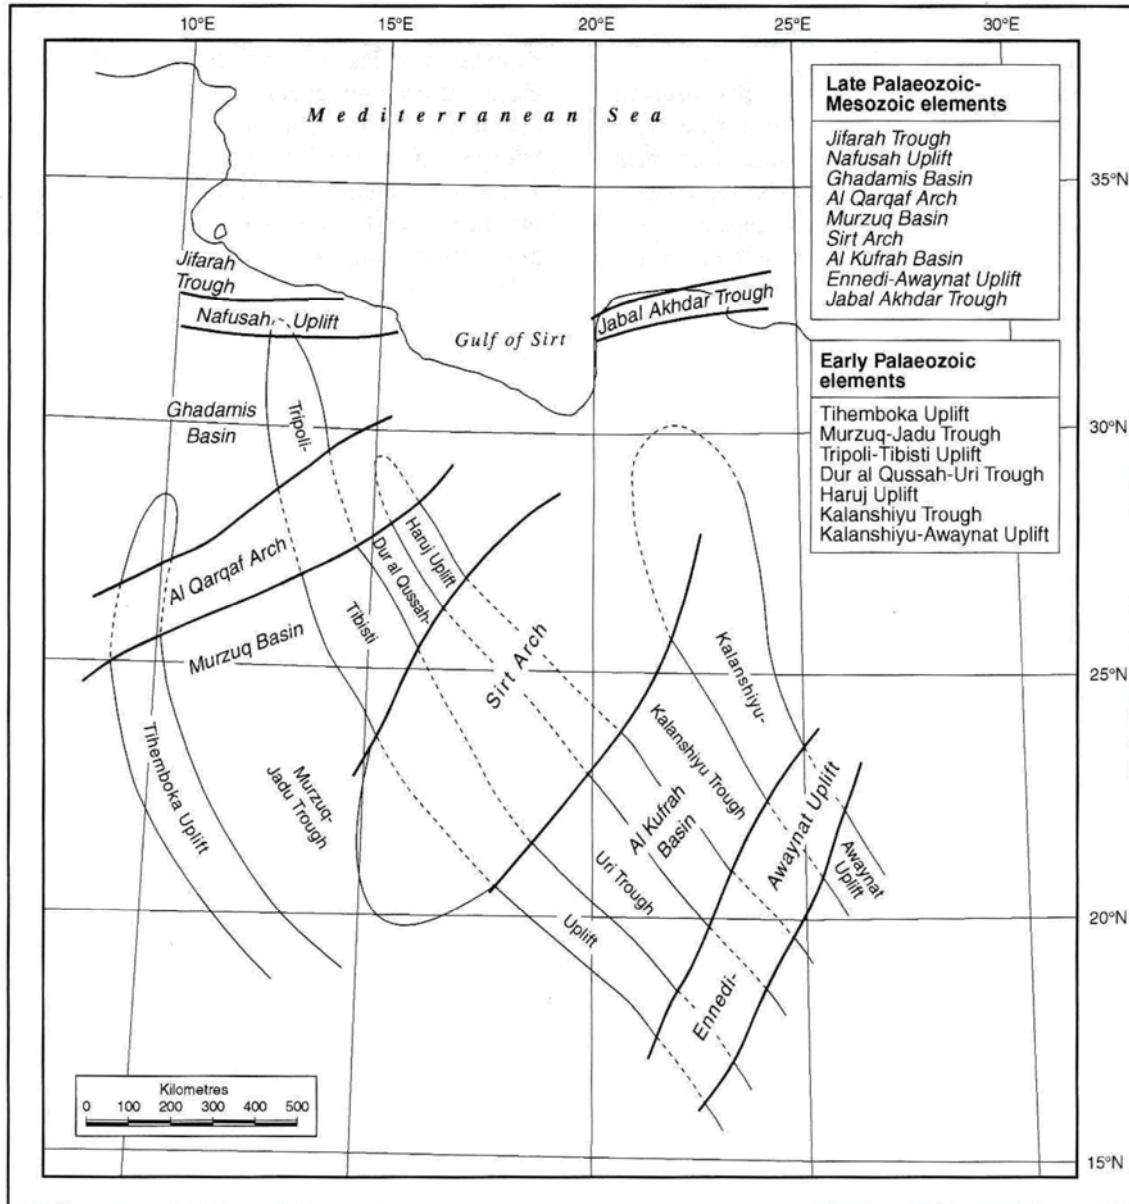 10°E 15°E 20°E 25°E 30°E
Mediterranean Sea
Late Palaeozoic-
Mesozoic elements
Jifarah Trough
Nafusah Uplift
Ghadamis Basin
Al Qarqaf Arch
Murzuq Basin
Sirt Arch
Al Kufrah Basin
Ennedi-Awaynat Uplift
Jabal Akhdar Trough
35°N
Jifarah
Trough
Nafusah Uplift
Gulf of Sirt
Jabal Akhdar Trough
Early Palaeozoic
elements
Tihemboka Uplift
Murzuq-Jadu Trough
Tripoli-Tibisti Uplift
Dur al Qussah-Uri Trough
Haruj Uplift
Kalanshiyu Trough
Kalanshiyu-Awaynat Uplift
Ghadamis
Basin
Tripoli-
30°N
Al Qarqaf Arch
Haruj Uplift
Dur al Qussah-
Tibisti
Murzuq Basin
Sirt Arch
Kalanshiyu-
25°N
Tihemboka Uplift
Murzuq-
Jadu Trough
Kalanshiyu Trough
Al Kufrah
Basin
Awaynat Uplift
Awaynat
Uplift
Uri Trough
Uplift
20°N
Ennedi-
Kilometres
0 100 200 300 400 500
15°N